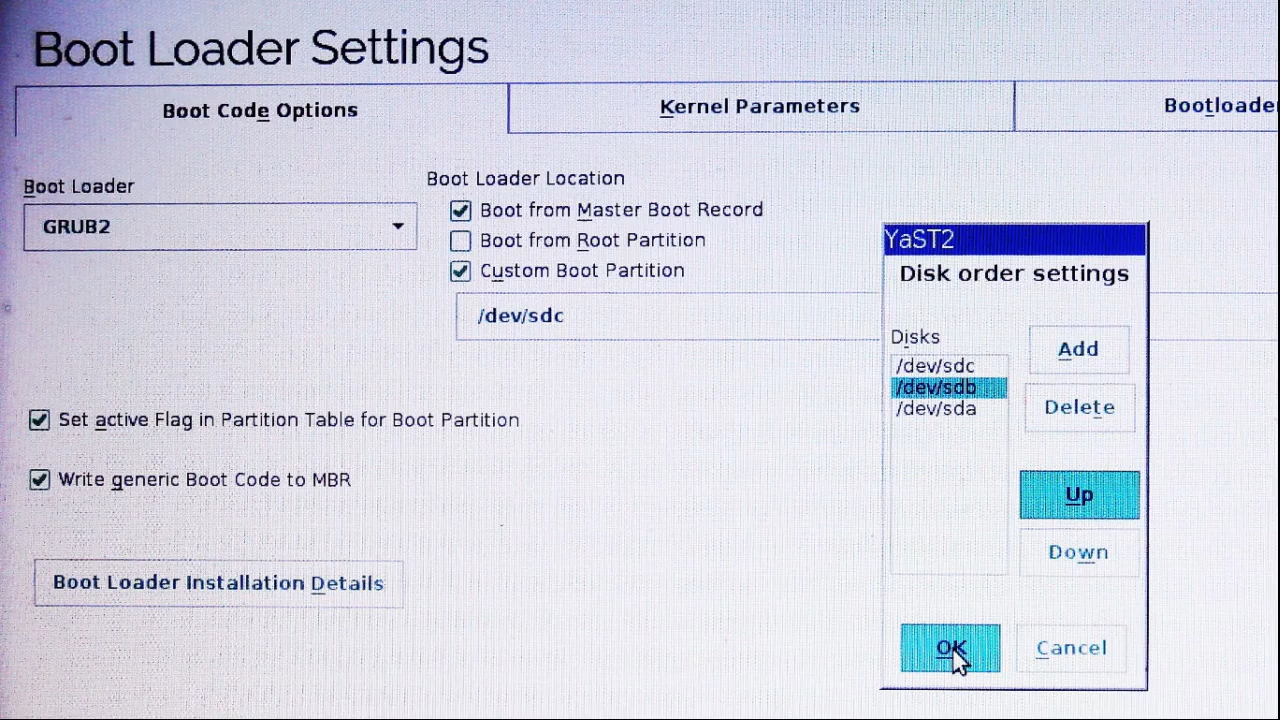 Boot Loader Settings
Boot Code Options
Kernel Parameters
Bootloade
Boot Loader
GRUB2
Boot Loader Location
Boot from Master Boot Record
Boot from Root Partition
Custom Boot Partition
/dev/sdc
Set active Flag in Partition Table for Boot Partition
Write generic Boot Code to MBR
Boot Loader Installation Details
YaST2
Disk order settings
Disks
/dev/sdc
/dev/sdb
/dev/sda
Add
Delete
Up
Down
OK
Cancel